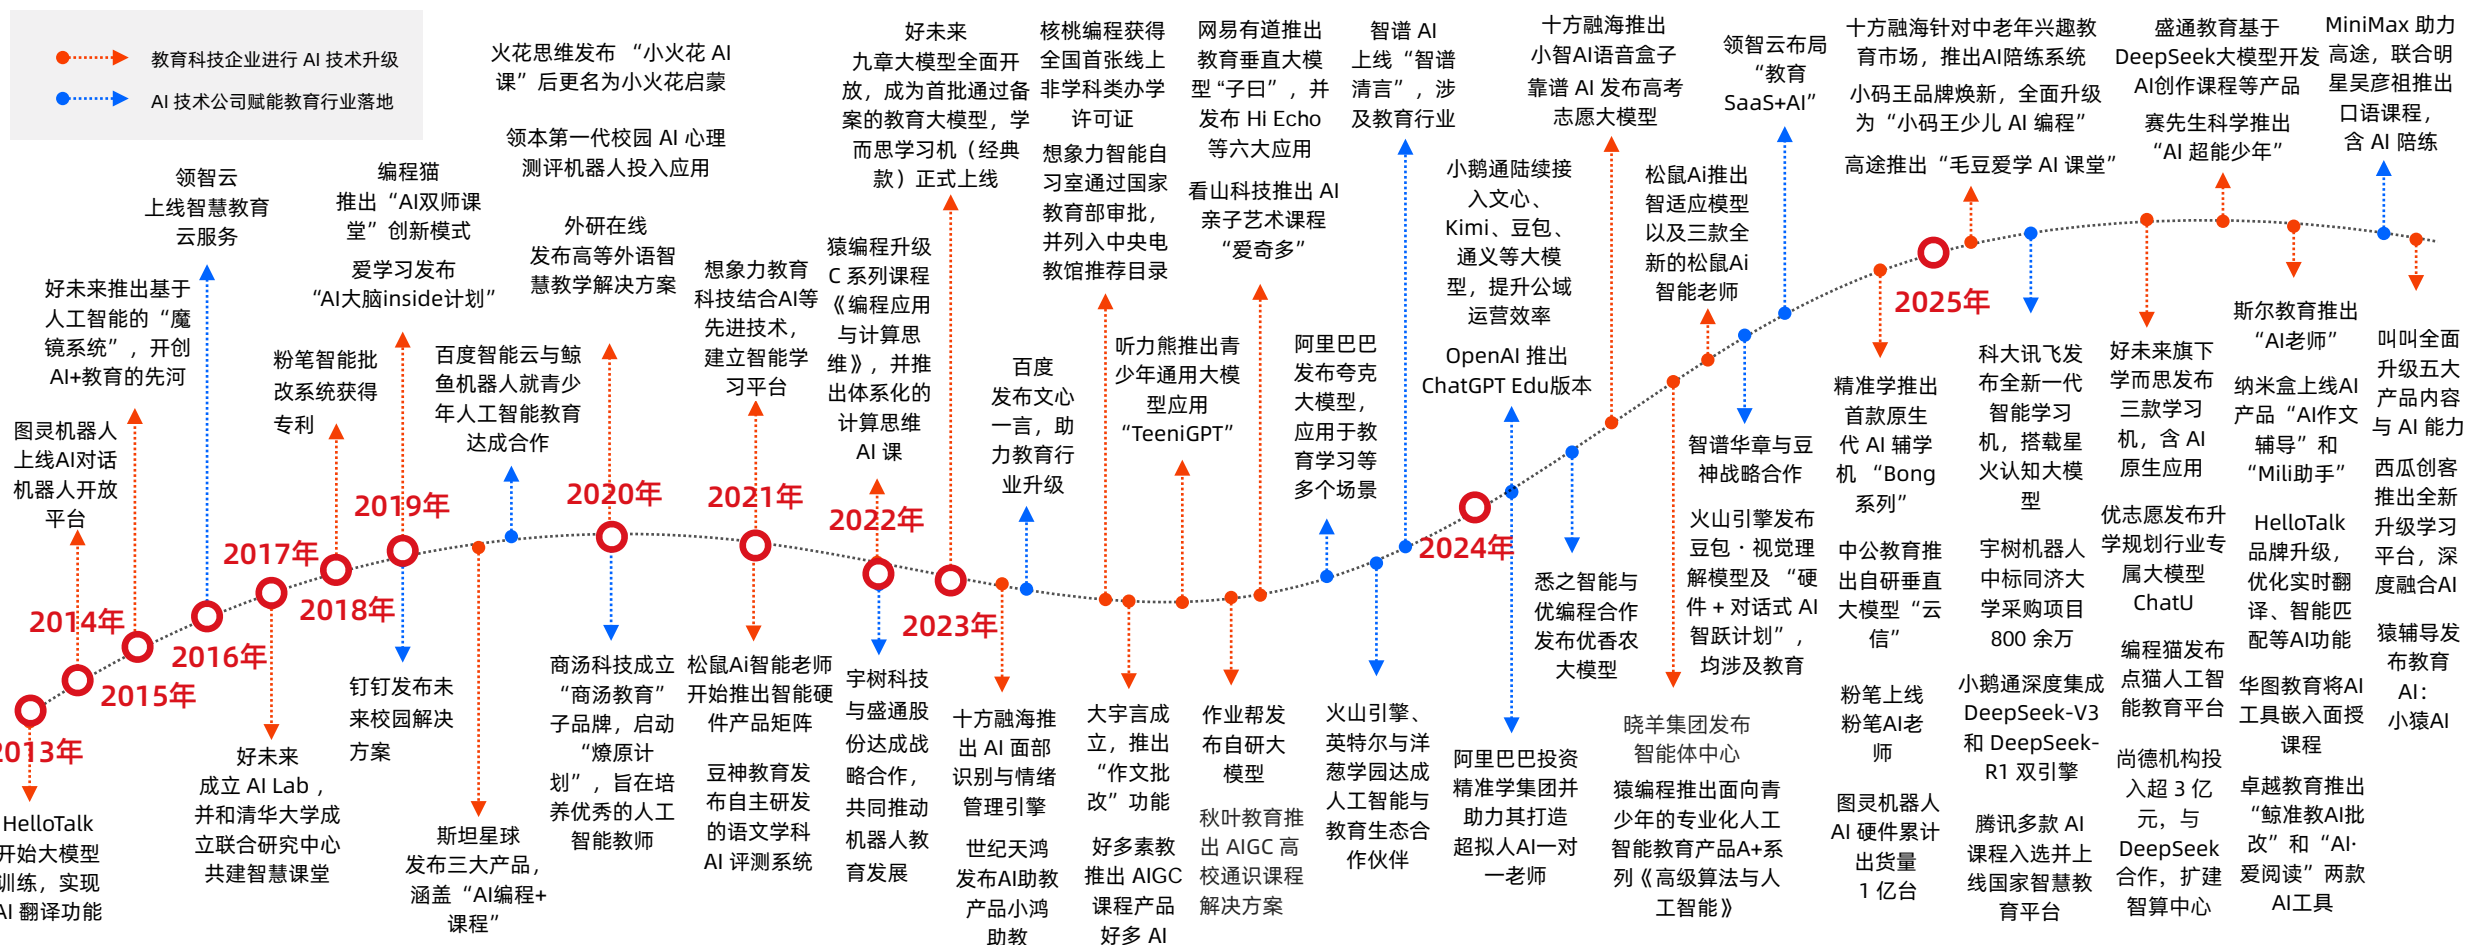 教育科技企业进行 AI 技术升级
AI 技术公司赋能教育行业落地
2013年
HelloTalk
开始大模型
训练，实现
AI 翻译功能
2014年
图灵机器人
上线AI对话
机器人开放
平台
2015年
好未来推出基于
人工智能的“魔
镜系统”，开创
AI+教育的先河
2016年
领智云
上线智慧教育
云服务
2017年
好未来
成立 AI Lab，
并和清华大学成
立联合研究中心
共建智慧课堂
2018年
粉笔智能批
改系统获得
专利
2019年
编程猫
推出“AI双师课
堂”创新模式
爱学习发布
“AI大脑inside计划”
钉钉发布未
来校园解决
方案
斯坦星球
发布三大产品，
涵盖“AI编程+
课程”
百度智能云与鲸
鱼机器人就青少
年人工智能教育
达成合作
2020年
火花思维发布 “小火花 AI
课”后更名为小火花启蒙
领本第一代校园 AI 心理
测评机器人投入应用
外研在线
发布高等外语智
慧教学解决方案
商汤科技成立
“商汤教育”
子品牌，启动
“燎原计
划”，旨在培
养优秀的人工
智能教师
2021年
想象力教育
科技结合AI等
先进技术，
建立智能学
习平台
松鼠Ai智能老师
开始推出智能硬
件产品矩阵
豆神教育发
布自主研发
的语文学科
AI 评测系统
2022年
猿编程升级
C 系列课程
《编程应用
与计算思
维》，并推
出体系化的
计算思维
AI 课
宇树科技
与盛通股
份达成战
略合作，
共同推动
机器人教
育发展
2023年
好未来
九章大模型全面开
放，成为首批通过备
案的教育大模型，学
而思学习机（经典
款）正式上线
十方融海推
出 AI 面部
识别与情绪
管理引擎
世纪天鸿
发布AI助教
产品小鸿
助教
百度
发布文心
一言，助
力教育行
业升级
核桃编程获得
全国首张线上
非学科类办学
许可证
想象力智能自
习室通过国家
教育部审批，
并列入中央电
教馆推荐目录
大宇言成
立，推出
“作文批
改”功能
好多素教
推出 AIGC
课程产品
好多 AI
听力熊推出青
少年通用大模
型应用
“TeeniGPT”
作业帮发
布自研大
模型
秋叶教育推
出 AIGC 高
校通识课程
解决方案
网易有道推出
教育垂直大模
型 “子曰”，并
发布 Hi Echo
等六大应用
看山科技推出 AI
亲子艺术课程
“爱奇多”
阿里巴巴
发布夸克
大模型，
应用于教
育学习等
多个场景
火山引擎、
英特尔与洋
葱学园达成
人工智能与
教育生态合
作伙伴
智谱 AI
上线“智谱
清言”，涉
及教育行业
2024年
小鹅通陆续接
入文心、
Kimi、豆包、
通义等大模
型，提升公域
运营效率
OpenAI 推出
ChatGPT Edu版本
阿里巴巴投资
精准学集团并
助力其打造
超拟人AI一对
一老师
悉之智能与
优编程合作
发布优香农
大模型
十方融海推出
小智AI语音盒子
靠谱 AI 发布高考
志愿大模型
晓羊集团发布
智能体中心
猿编程推出面向青
少年的专业化人工
智能教育产品A+系
列《高级算法与人
工智能》
松鼠Ai推出
智适应模型
以及三款全
新的松鼠Ai
智能老师
智谱华章与豆
神战略合作
火山引擎发布
豆包·视觉理
解模型及 “硬
件 + 对话式 AI
智跃计划”，
均涉及教育
领智云布局
“教育
SaaS+AI”
精准学推出
首款原生
代 AI 辅学
机 “Bong
系列”
中公教育推
出自研垂直
大模型“云
信”
粉笔上线
粉笔AI老
师
图灵机器人
AI 硬件累计
出货量
1 亿台
2025年
十方融海针对中老年兴趣教
育市场，推出AI陪练系统
小码王品牌焕新，全面升级
为“小码王少儿 AI 编程”
高途推出“毛豆爱学 AI 课堂”
科大讯飞发
布全新一代
智能学习
机，搭载星
火认知大模
型
宇树机器人
中标同济大
学采购项目
800 余万
小鹅通深度集成
DeepSeek-V3
和 DeepSeek-
R1 双引擎
腾讯多款 AI
课程入选并上
线国家智慧教
育平台
好未来旗下
学而思发布
三款学习
机，含 AI
原生应用
优志愿发布升
学规划行业专
属大模型
ChatU
编程猫发布
点猫人工智
能教育平台
尚德机构投
入超 3 亿
元，与
DeepSeek
合作，扩建
智算中心
盛通教育基于
DeepSeek大模型开发
AI创作课程等产品
赛先生科学推出
“AI 超能少年”
斯尔教育推出
“AI老师”
纳米盒上线AI
产品“AI作文
辅导”和
“Mili助手”
HelloTalk
品牌升级，
优化实时翻
译、智能匹
配等AI功能
华图教育将AI
工具嵌入面授
课程
卓越教育推出
“鲸准教AI批
改”和“AI·
爱阅读”两款
AI工具
MiniMax 助力
高途，联合明
星吴彦祖推出
口语课程，
含 AI 陪练
叫叫全面
升级五大
产品内容
与 AI 能力
西瓜创客
推出全新
升级学习
平台，深
度融合AI
猿辅导发
布教育
AI：
小猿AI